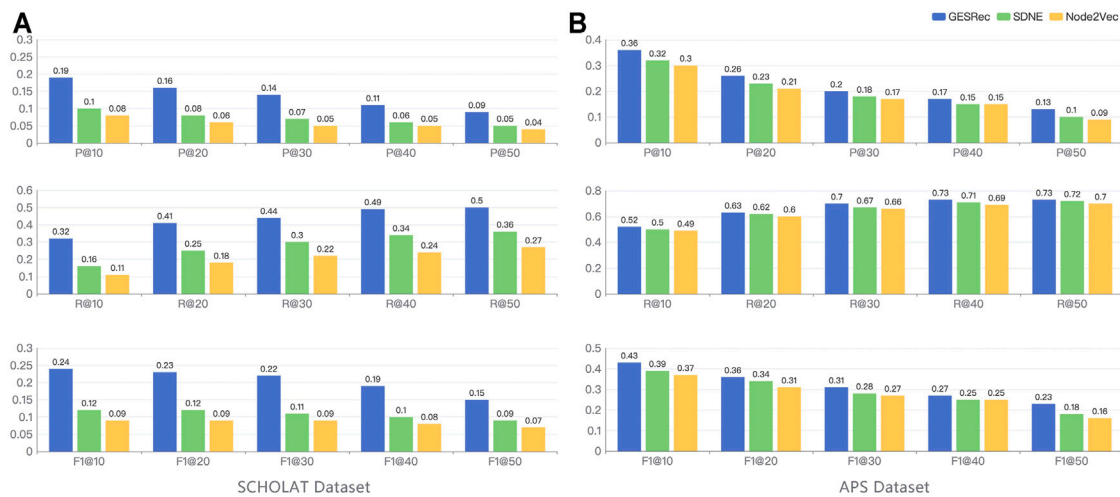 A
B
GESRec SDNE Node2Vec
0.3
0.25
0.2
0.15
0.1
0.05
0
0.19 0.1 0.08 0.16 0.08 0.06 0.14 0.07 0.05 0.11 0.06 0.05 0.09 0.05 0.04
P@10 P@20 P@30 P@40 P@50
0.4
0.3
0.2
0.1
0
0.36 0.32 0.3 0.26 0.23 0.21 0.2 0.18 0.17 0.17 0.15 0.15 0.13 0.1 0.09
P@10 P@20 P@30 P@40 P@50
0.6
0.5
0.4
0.3
0.2
0.1
0
0.32 0.16 0.11 0.41 0.25 0.18 0.44 0.3 0.22 0.49 0.34 0.24 0.5 0.36 0.27
R@10 R@20 R@30 R@40 R@50
0.8
0.6
0.4
0.2
0
0.52 0.5 0.49 0.63 0.62 0.6 0.7 0.67 0.66 0.73 0.71 0.69 0.73 0.72 0.7
R@10 R@20 R@30 R@40 R@50
0.3
0.25
0.2
0.15
0.1
0.05
0
0.24 0.12 0.09 0.23 0.12 0.09 0.22 0.11 0.09 0.19 0.1 0.08 0.15 0.09 0.07
F1@10 F1@20 F1@30 F1@40 F1@50
SCHOLAT Dataset
0.5
0.4
0.3
0.2
0.1
0
0.43 0.39 0.37 0.36 0.34 0.31 0.31 0.28 0.27 0.27 0.25 0.25 0.23 0.18 0.16
F1@10 F1@20 F1@30 F1@40 F1@50
APS Dataset